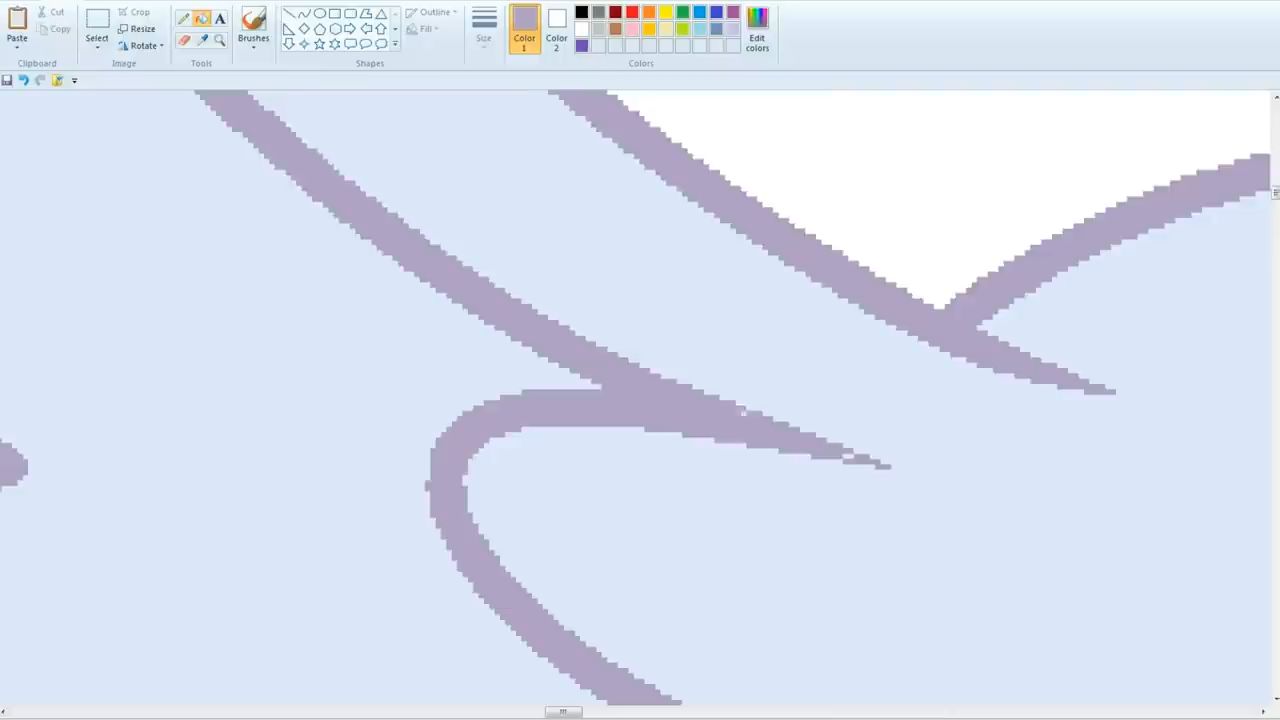 Paste
Cut
Copy
Clipboard
Select
Crop
Resize
Rotate
Image
A
Tools
Brushes
Outline
Fill
Shapes
Size
Color 1
Color 2
Edit colors
Colors